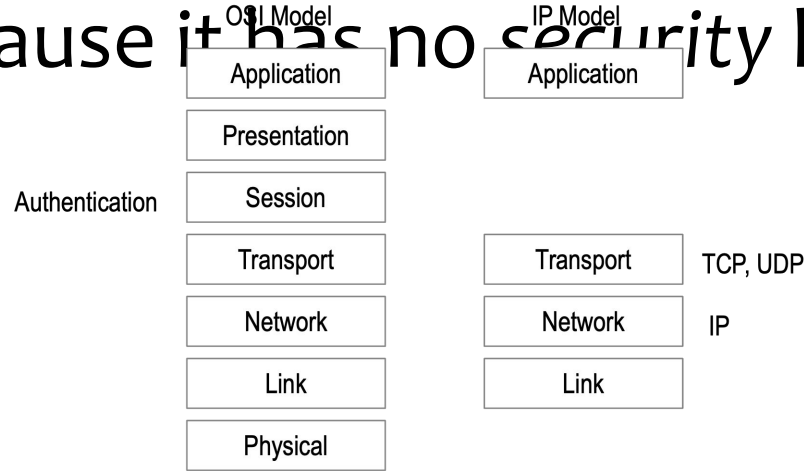 OSI Model IP Model
ause it has no security
Application Application
Presentation
Authentication Session
Transport Transport TCP, UDP
Network Network IP
Link Link
Physical